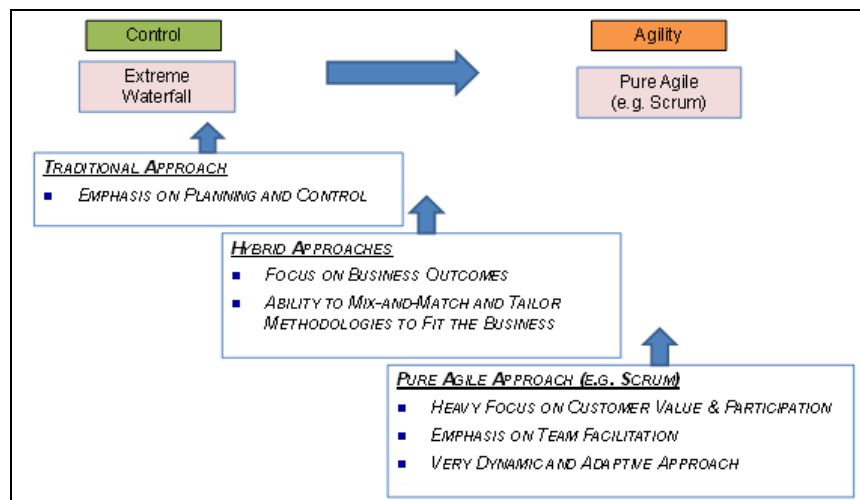 Control
Agility
Extreme
Waterfall
Pure Agile
(e.g. Scrum)
TRADITIONAL APPROACH
■ EMPHASIS ON PLANNING AND CONTROL
HYBRID APPROACHES
■ FOCUS ON BUSINESS OUTCOMES
■ ABILITY TO MIX-AND-MATCH AND TAILOR
METHODOLOGIES TO FIT THE BUSINESS
PURE AGILE APPROACH (E.G. SCRUM)
■ HEAVY FOCUS ON CUSTOMER VALUE & PARTICIPATION
■ EMPHASIS ON TEAM FACILITATION
■ VERY DYNAMIC AND ADAPTIVE APPROACH